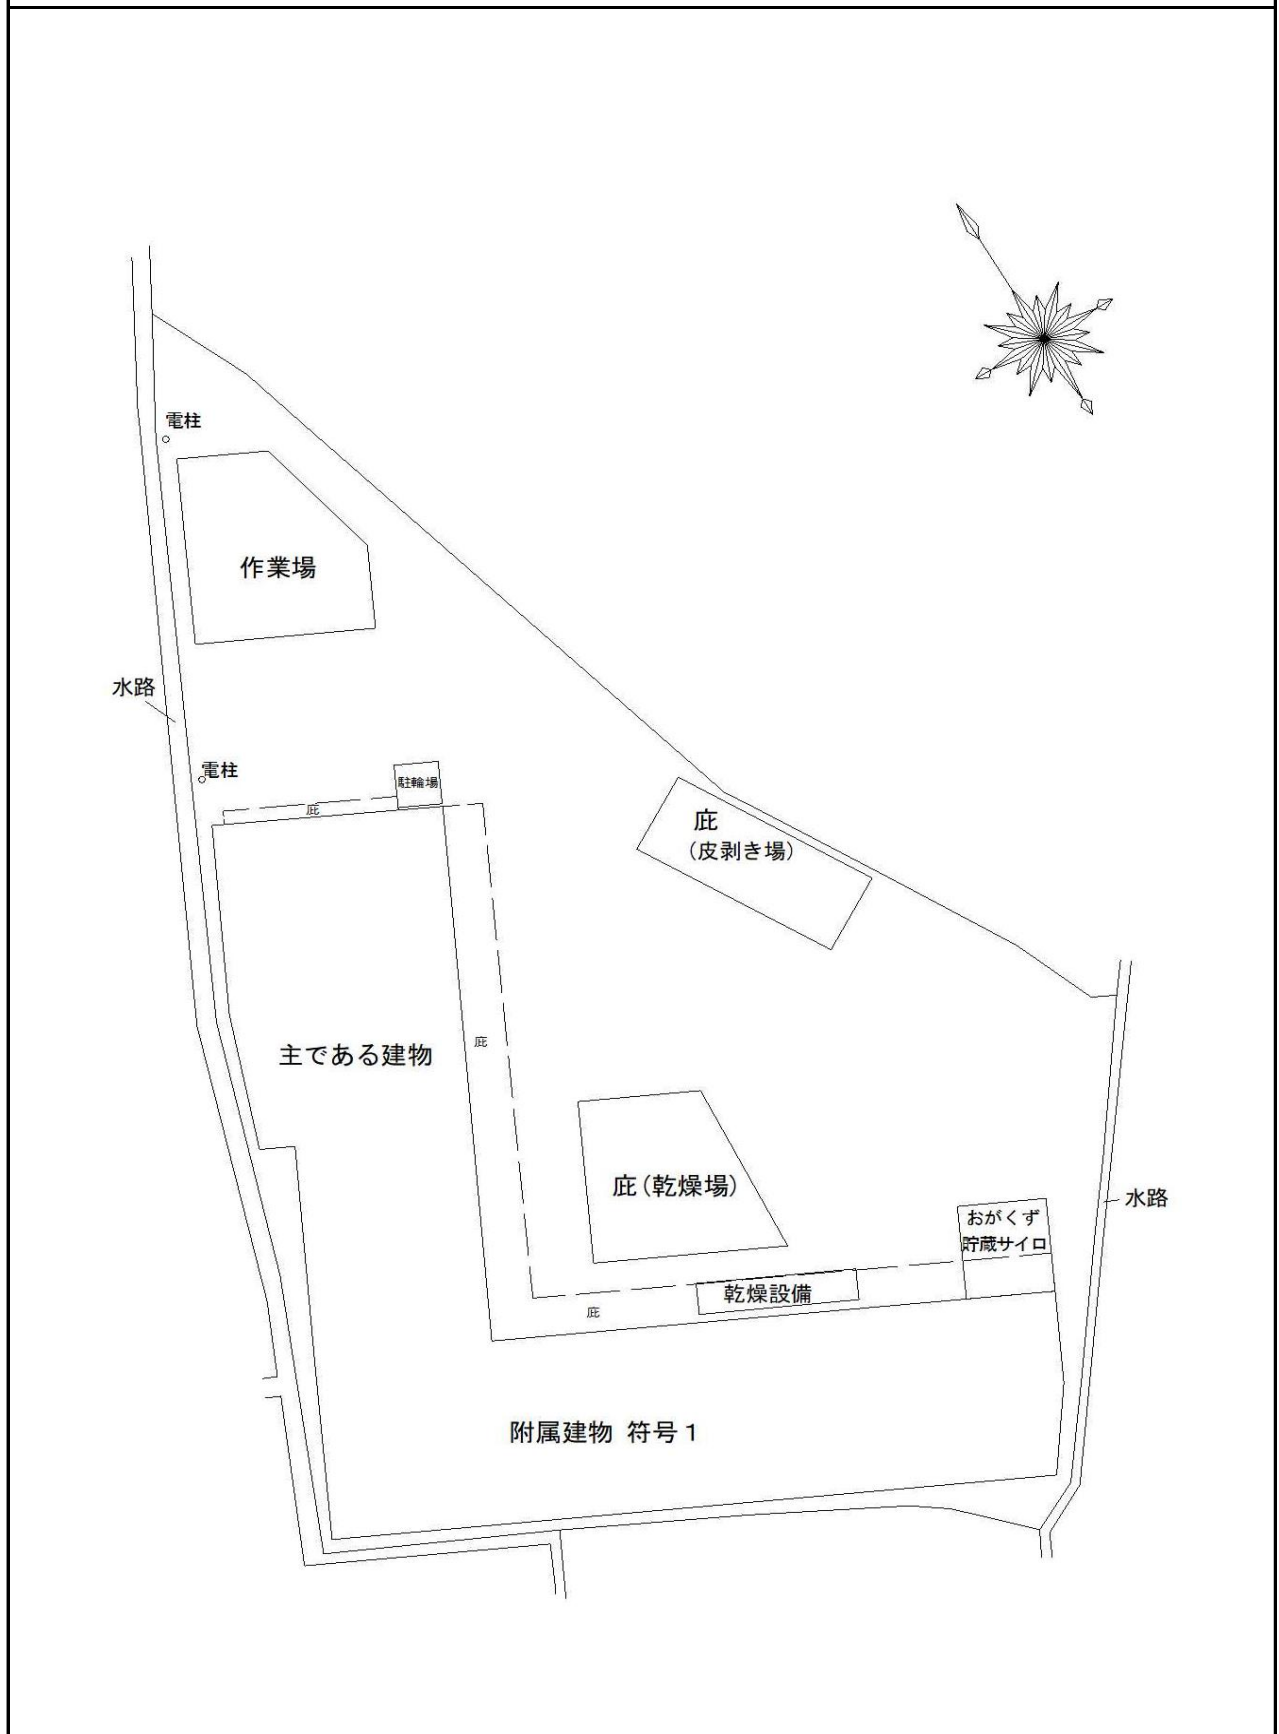 電柱
作業場
水路
電柱
駐輪場
庇
庇
(皮剥き場)
庇
主である建物
庇(乾燥場)
水路
おがくず
貯蔵サイロ
乾燥設備
庇
附属建物 符号1